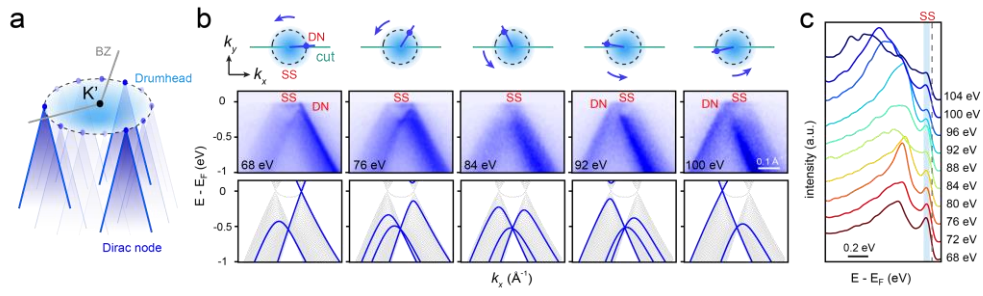 a
BZ
Drumhead
K'
Dirac node
b
k_y
k_x
DN
cut
SS
SS
DN
SS
SS
DN
SS
DN
SS
E - E_F (eV)
0
-0.5
-1
68 eV
76 eV
84 eV
92 eV
100 eV
0.1 Å
0
-0.5
-1
k_x (Å⁻¹)
c
SS
intensity (a.u.)
104 eV
100 eV
96 eV
92 eV
88 eV
84 eV
80 eV
76 eV
72 eV
68 eV
0.2 eV
E - E_F (eV)